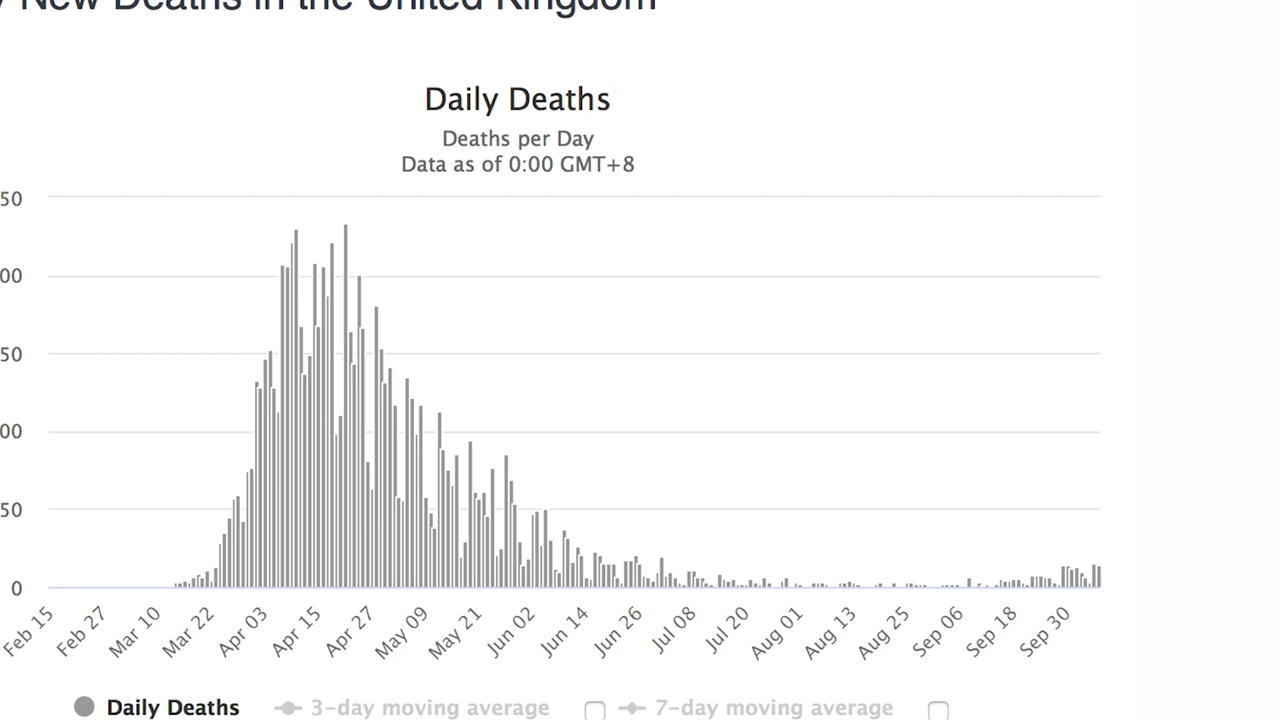 New Deaths in the United Kingdom
Daily Deaths
Deaths per Day
Data as of 0:00 GMT+8
50
00
50
00
50
0
Feb 15 Feb 27 Mar 10 Mar 22 Apr 03 Apr 15 Apr 27 May 09 May 21 Jun 02 Jun 14 Jun 26 Jul 08 Jul 20 Aug 01 Aug 13 Aug 25 Sep 06 Sep 18 Sep 30
Daily Deaths 3-day moving average 7-day moving average